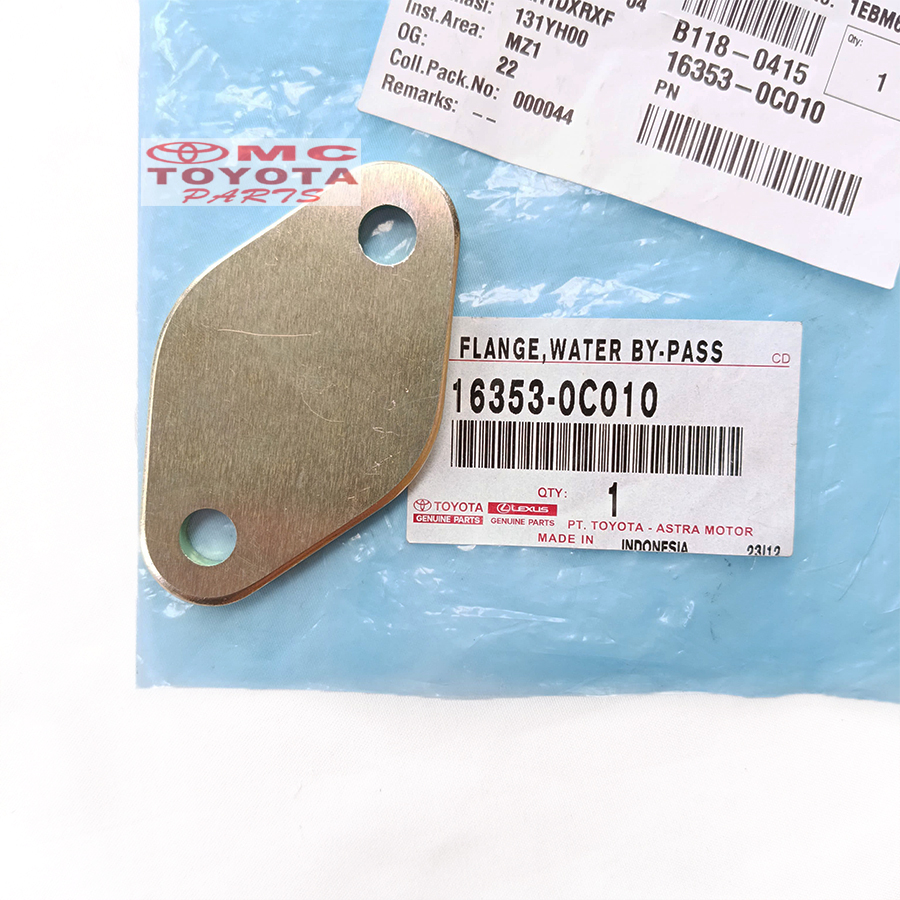 Inst.Area: 131YH00
OG: MZ1
Coll.Pack.No: 22
Remarks: -- 000044
B118-0415
16353-0C010
PN
Qty:
1
MC
TOYOTA
PARTS
FLANGE,WATER BY-PASS
CD
16353-0C010
QTY: 1
TOYOTA
GENUINE PARTS
LEXUS
GENUINE PARTS
PT. TOYOTA - ASTRA MOTOR
MADE IN INDONESIA